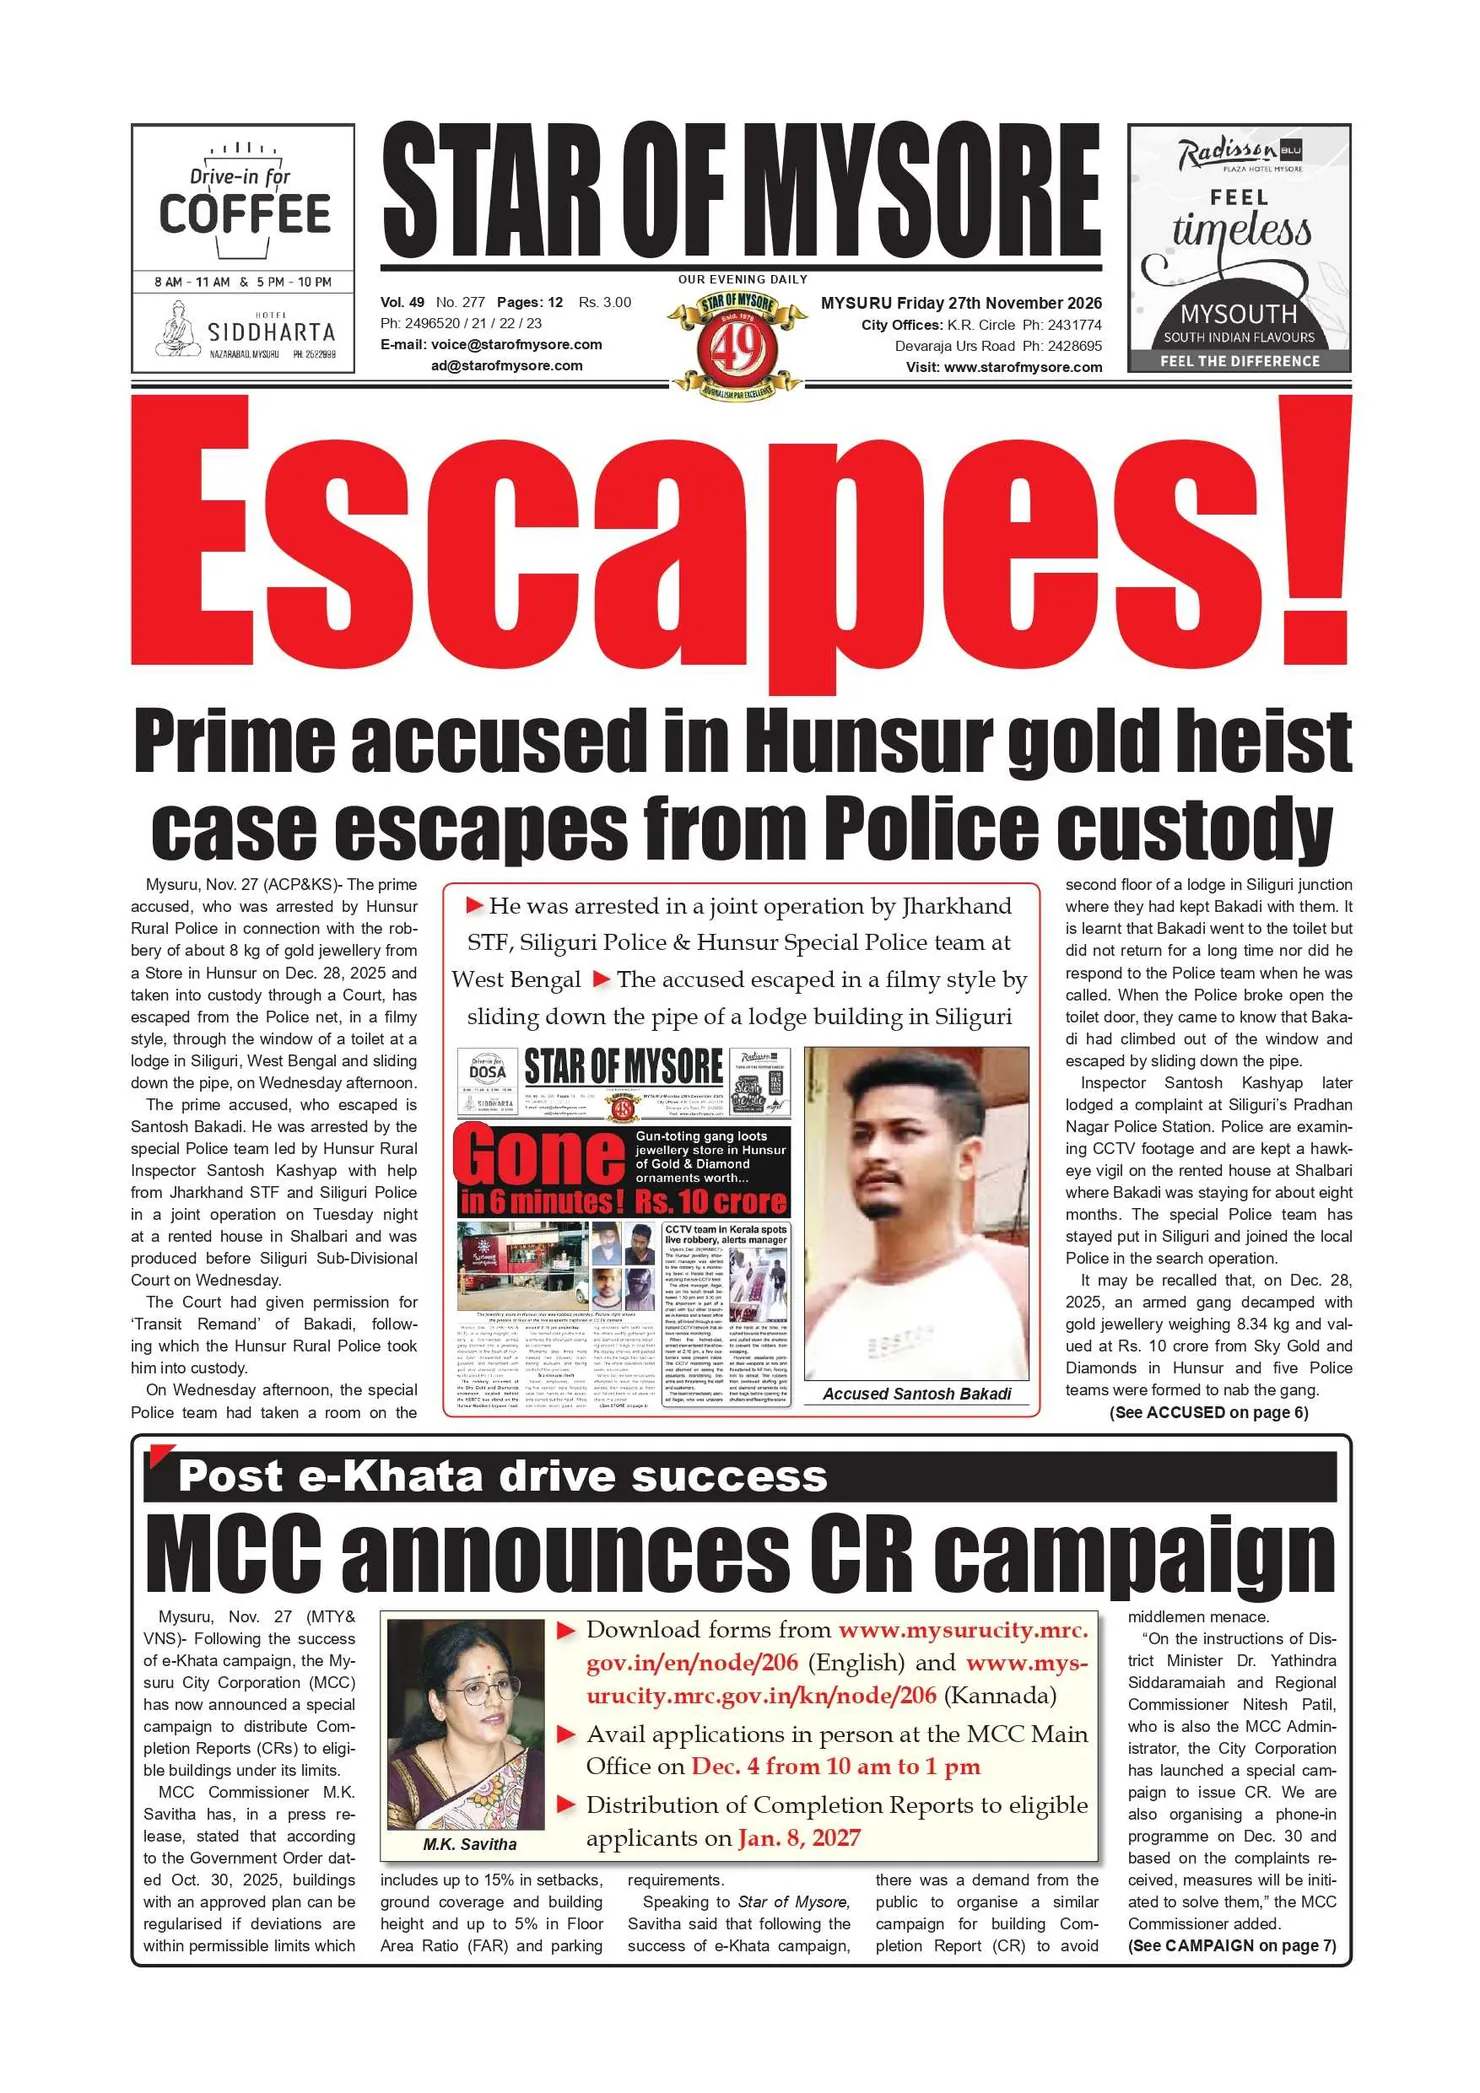 Drive-in for
COFFEE
8 AM - 11 AM & 5 PM - 10 PM
HOTEL
SIDDHARTA
NAZARABAD, MYSURU PH: 2522999
STAR OF MYSORE
OUR EVENING DAILY
Vol. 49 No. 277 Pages: 12 Rs. 3.00
Ph: 2496520 / 21 / 22 / 23
E-mail: voice@starofmysore.com
ad@starofmysore.com
STAR OF MYSORE
Estd. 1978
49
JOURNALISM PAR EXCELLENCE
MYSURU Friday 27th November 2026
City Offices: K.R. Circle Ph: 2431774
Devaraja Urs Road Ph: 2428695
Visit: www.starofmysore.com
Radisson BLU
PLAZA HOTEL MYSORE
FEEL
timeless
MYSOUTH
SOUTH INDIAN FLAVOURS
FEEL THE DIFFERENCE
Escapes!
Prime accused in Hunsur gold heist
case escapes from Police custody
Mysuru, Nov. 27 (ACP&KS)- The prime
accused, who was arrested by Hunsur
Rural Police in connection with the rob-
bery of about 8 kg of gold jewellery from
a Store in Hunsur on Dec. 28, 2025 and
taken into custody through a Court, has
escaped from the Police net, in a filmy
style, through the window of a toilet at a
lodge in Siliguri, West Bengal and sliding
down the pipe, on Wednesday afternoon.
The prime accused, who escaped is
Santosh Bakadi. He was arrested by the
special Police team led by Hunsur Rural
Inspector Santosh Kashyap with help
from Jharkhand STF and Siliguri Police
in a joint operation on Tuesday night
at a rented house in Shalbari and was
produced before Siliguri Sub-Divisional
Court on Wednesday.
The Court had given permission for
‘Transit Remand’ of Bakadi, follow-
ing which the Hunsur Rural Police took
him into custody.
On Wednesday afternoon, the special
Police team had taken a room on the
► He was arrested in a joint operation by Jharkhand
STF, Siliguri Police & Hunsur Special Police team at
West Bengal ► The accused escaped in a filmy style by
sliding down the pipe of a lodge building in Siliguri
Drive-in for
DOSA
SIDDHARTA
STAR OF MYSORE
Radisson
Gone
in 6 minutes!
Gun-toting gang loots
jewellery store in Hunsur
of Gold & Diamond
ornaments worth...
Rs. 10 crore
CCTV team in Kerala spots
live robbery, alerts manager
Accused Santosh Bakadi
second floor of a lodge in Siliguri junction
where they had kept Bakadi with them. It
is learnt that Bakadi went to the toilet but
did not return for a long time nor did he
respond to the Police team when he was
called. When the Police broke open the
toilet door, they came to know that Baka-
di had climbed out of the window and
escaped by sliding down the pipe.
Inspector Santosh Kashyap later
lodged a complaint at Siliguri’s Pradhan
Nagar Police Station. Police are examin-
ing CCTV footage and are kept a hawk-
eye vigil on the rented house at Shalbari
where Bakadi was staying for about eight
months. The special Police team has
stayed put in Siliguri and joined the local
Police in the search operation.
It may be recalled that, on Dec. 28,
2025, an armed gang decamped with
gold jewellery weighing 8.34 kg and val-
ued at Rs. 10 crore from Sky Gold and
Diamonds in Hunsur and five Police
teams were formed to nab the gang.
(See ACCUSED on page 6)
Post e-Khata drive success
MCC announces CR campaign
Mysuru, Nov. 27 (MTY&
VNS)- Following the success
of e-Khata campaign, the My-
suru City Corporation (MCC)
has now announced a special
campaign to distribute Com-
pletion Reports (CRs) to eligi-
ble buildings under its limits.
MCC Commissioner M.K.
Savitha has, in a press re-
lease, stated that according
to the Government Order dat-
ed Oct. 30, 2025, buildings
with an approved plan can be
regularised if deviations are
within permissible limits which
M.K. Savitha
► Download forms from www.mysurucity.mrc.
gov.in/en/node/206 (English) and www.mys-
urucity.mrc.gov.in/kn/node/206 (Kannada)
► Avail applications in person at the MCC Main
Office on Dec. 4 from 10 am to 1 pm
► Distribution of Completion Reports to eligible
applicants on Jan. 8, 2027
includes up to 15% in setbacks,
ground coverage and building
height and up to 5% in Floor
Area Ratio (FAR) and parking
requirements.
Speaking to Star of Mysore,
Savitha said that following the
success of e-Khata campaign,
there was a demand from the
public to organise a similar
campaign for building Com-
pletion Report (CR) to avoid
middlemen menace.
“On the instructions of Dis-
trict Minister Dr. Yathindra
Siddaramaiah and Regional
Commissioner Nitesh Patil,
who is also the MCC Admin-
istrator, the City Corporation
has launched a special cam-
paign to issue CR. We are
also organising a phone-in
programme on Dec. 30 and
based on the complaints re-
ceived, measures will be initi-
ated to solve them,” the MCC
Commissioner added.
(See CAMPAIGN on page 7)